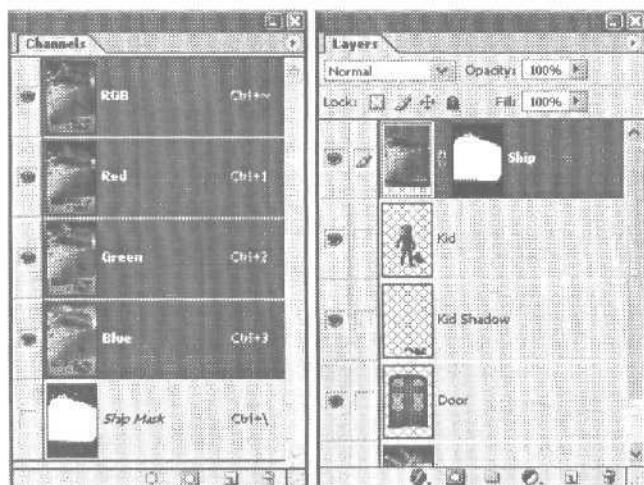 Channels
RGB Ctrl+~
Red Ctrl+1
Green Ctrl+2
Blue Ctrl+3
Ship Mask Ctrl+\
Layers
Normal Opacity: 100%
Lock: Fill: 100%
Ship
Kid
Kid Shadow
Door